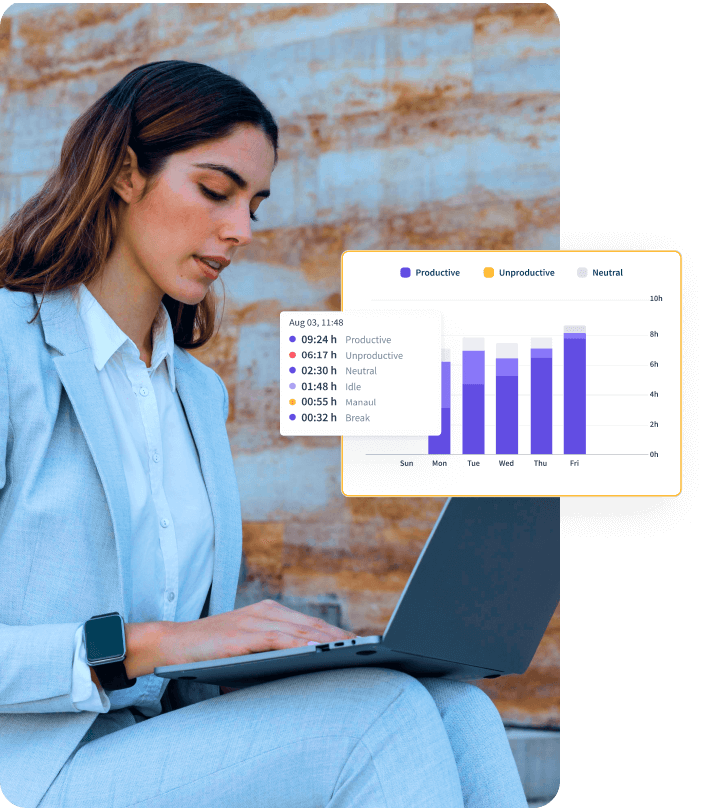 Productive Unproductive Neutral
10h
Aug 03, 11:48
09:24 h Productive
06:17 h Unproductive
02:30 h Neutral
01:48 h Idle
00:55 h Manaul
00:32 h Break
8h
6h
4h
2h
0h
Sun Mon Tue Wed Thu Fri